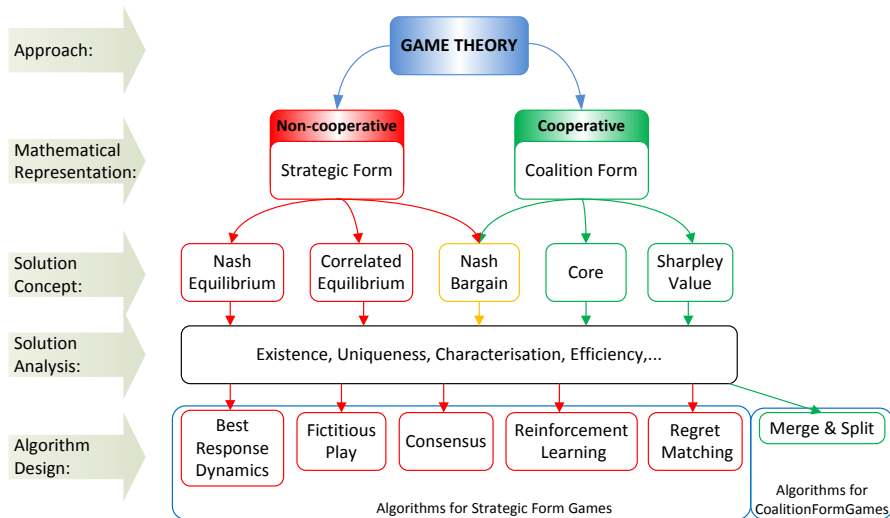 Approach:
GAME THEORY
Non-cooperative
Cooperative
Mathematical
Representation:
Strategic Form
Coalition Form
Solution
Concept:
Nash
Equilibrium
Correlated
Equilibrium
Nash
Bargain
Core
Sharpley
Value
Solution
Analysis:
Existence, Uniqueness, Characterisation, Efficiency,...
Algorithm
Design:
Best
Response
Dynamics
Fictitious
Play
Consensus
Reinforcement
Learning
Regret
Matching
Merge & Split
Algorithms for Strategic Form Games
Algorithms for
CoalitionFormGames